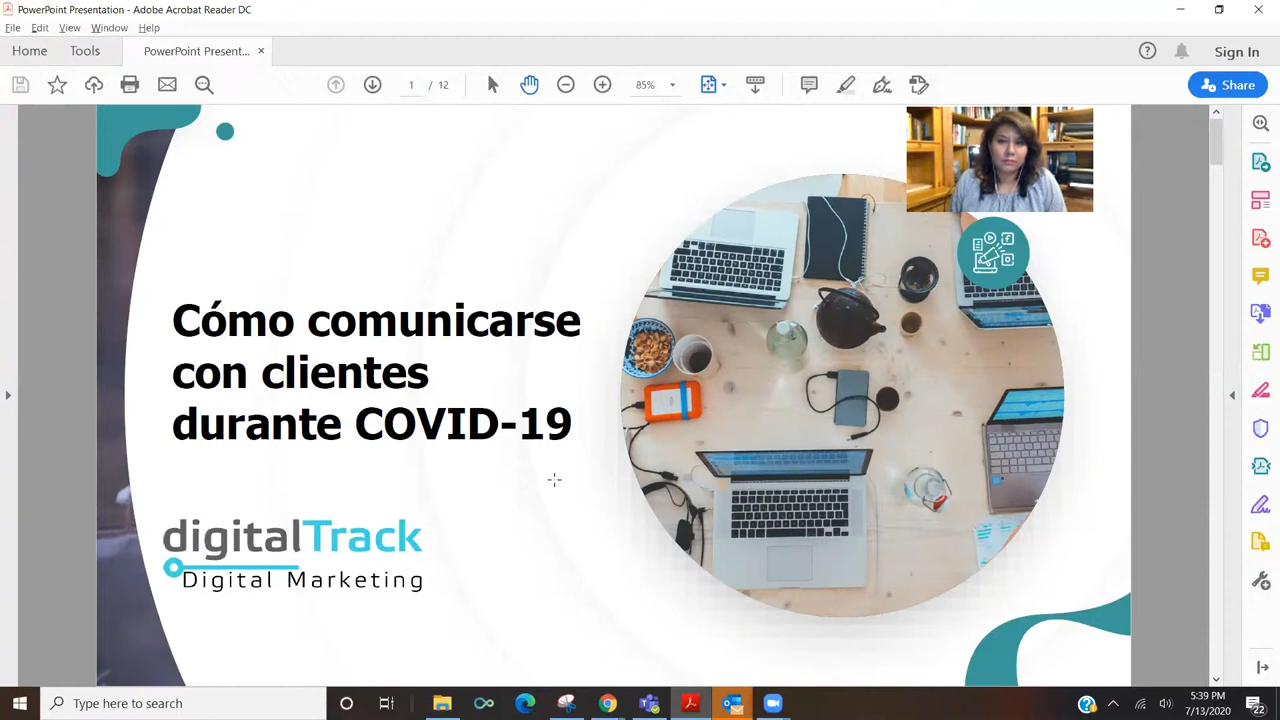 PowerPoint Presentation - Adobe Acrobat Reader DC
File Edit View Window Help
Home Tools PowerPoint Present... × Sign In
1 / 12 85% Share
Cómo comunicarse
con clientes
durante COVID-19
digitalTrack
Digital Marketing
Type here to search
5:39 PM
7/13/2020
22